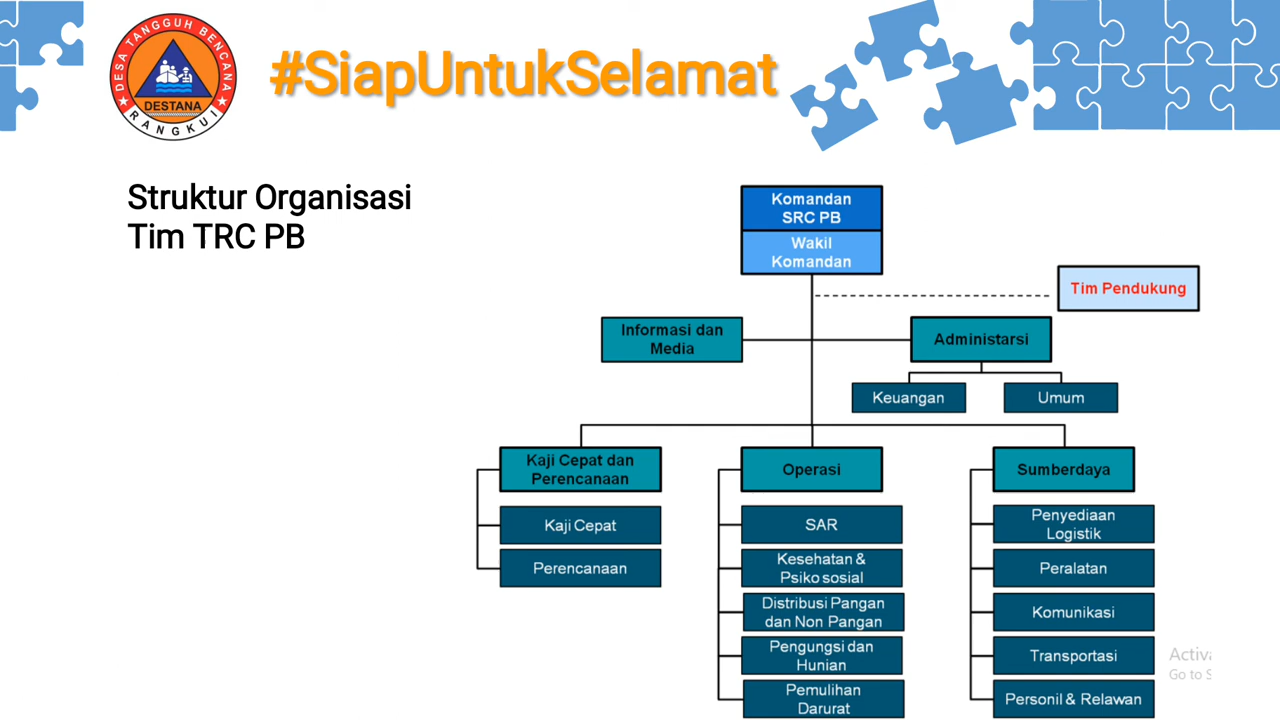 DESA TANGGUH BENCANA
DESTANA
RANGKUI
#SiapUntukSelamat
Struktur Organisasi
Tim TRC PB
Komandan
SRC PB
Wakil
Komandan
Tim Pendukung
Informasi dan
Media
Administarsi
Keuangan
Umum
Kaji Cepat dan
Perencanaan
Kaji Cepat
Perencanaan
Operasi
SAR
Kesehatan &
Psiko sosial
Distribusi Pangan
dan Non Pangan
Pengungsi dan
Hunian
Pemulihan
Darurat
Sumberdaya
Penyediaan
Logistik
Peralatan
Komunikasi
Transportasi
Personil & Relawan
Go to S